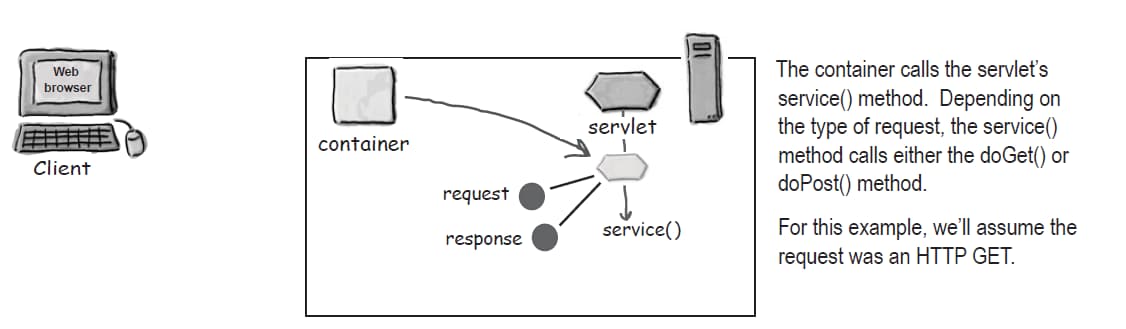 Web
browser
Client
container
servlet
request
response
service()
The container calls the servlet’s
service() method.  Depending on
the type of request, the service()
method calls either the doGet() or
doPost() method.
For this example, we’ll assume the
request was an HTTP GET.